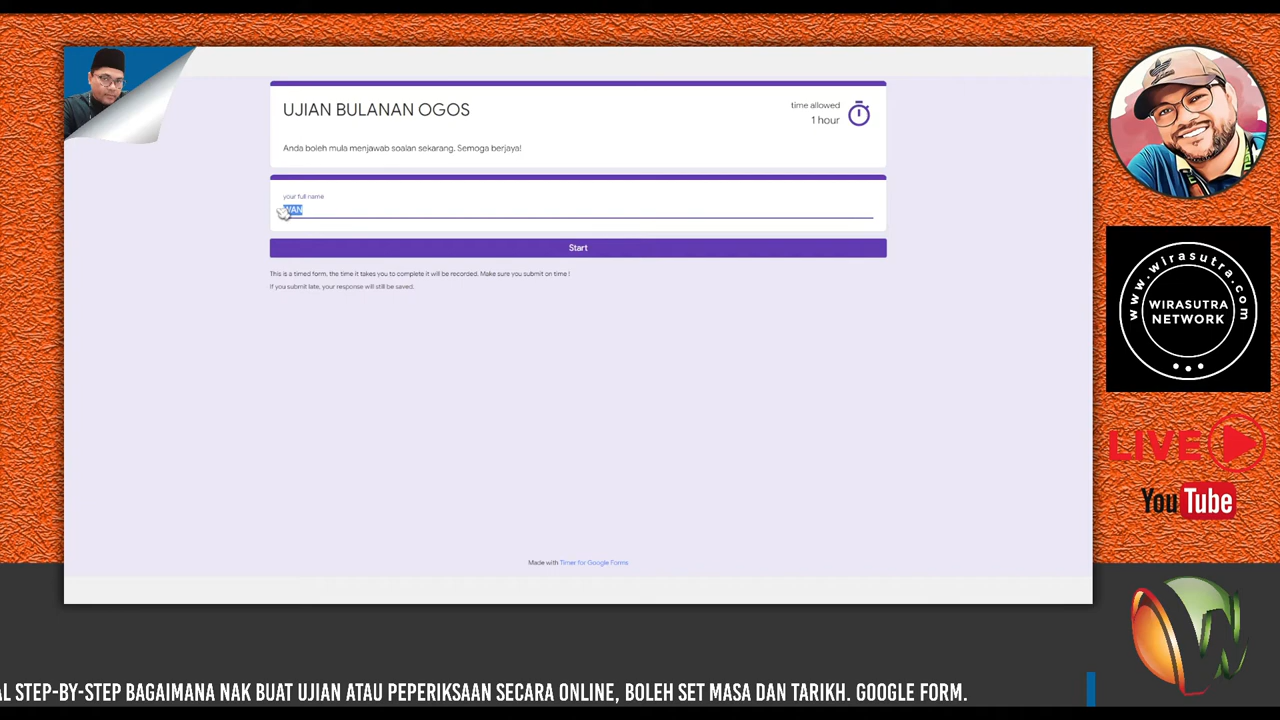 UJIAN BULANAN OGOS
time allowed
1 hour
Anda boleh mula menjawab soalan sekarang. Semoga berjaya!
your full name
WAN
Start
This is a timed form, the time it takes you to complete it will be recorded. Make sure you submit on time !
If you submit late, your response will still be saved.
Made with Timer for Google Forms
www.wirasutra.com
WIRASUTRA
NETWORK
LIVE
YouTube
AL STEP-BY-STEP BAGAIMANA NAK BUAT UJIAN ATAU PEPERIKSAAN SECARA ONLINE, BOLEH SET MASA DAN TARIKH. GOOGLE FORM.